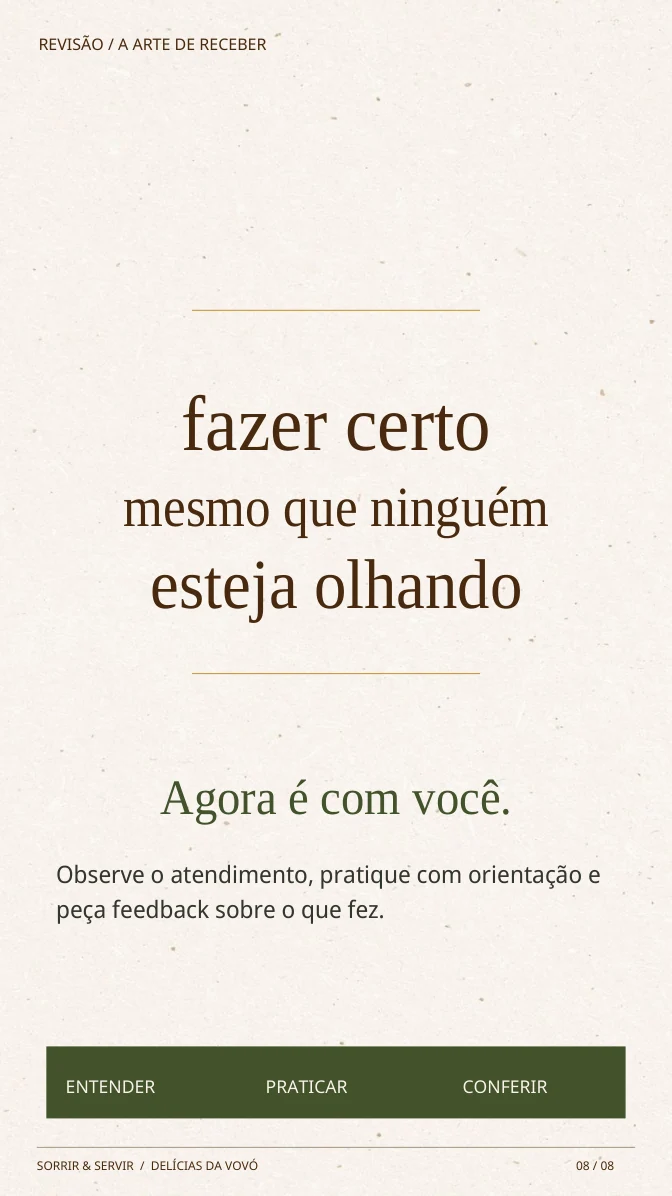 REVISÃO / A ARTE DE RECEBER
fazer certo
mesmo que ninguém
esteja olhando
Agora é com você.
Observe o atendimento, pratique com orientação e
peça feedback sobre o que fez.
ENTENDER PRATICAR CONFERIR
SORRIR & SERVIR / DELÍCIAS DA VOVÓ 08 / 08